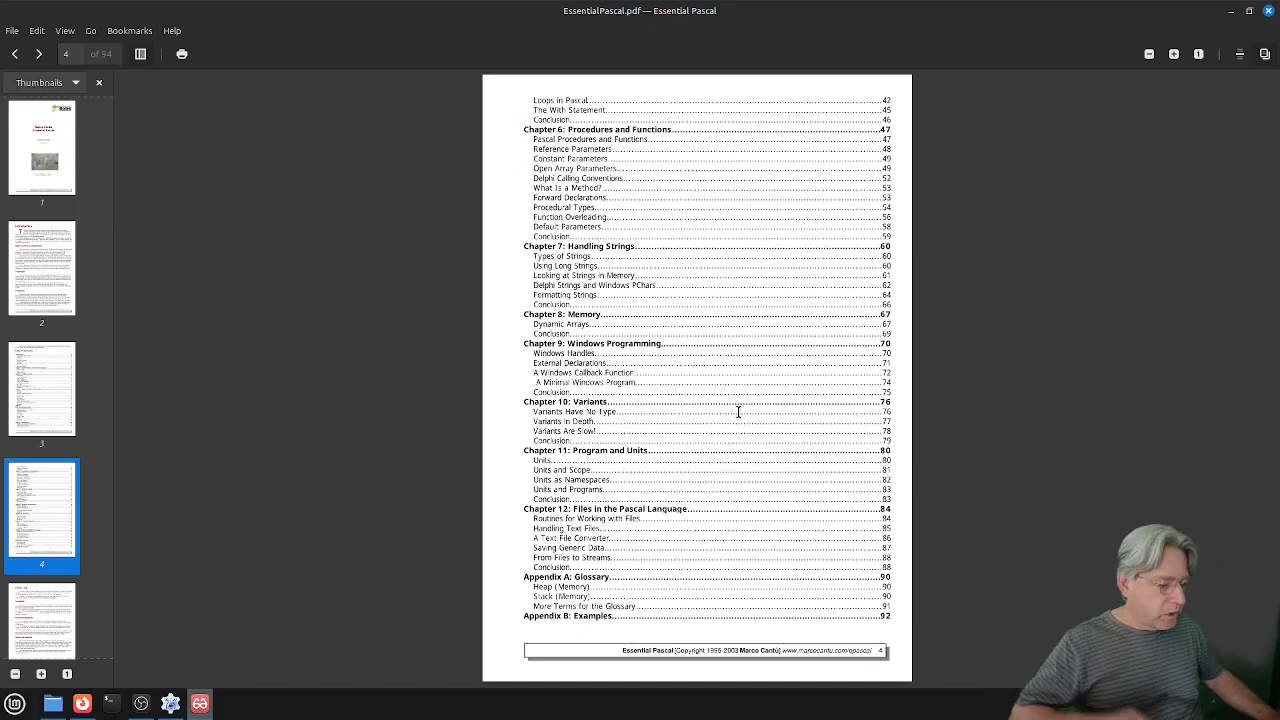 EssentialPascal.pdf — Essential Pascal
File Edit View Go Bookmarks Help
4 of 94
Thumbnails
1
2
3
4
Loops in Pascal 42
The With Statement 45
Conclusion 46
Chapter 6: Procedures and Functions 47
Pascal Procedures and Functions 47
Reference Parameters 48
Constant Parameters 49
Open Array Parameters 49
Delphi Calling Conventions 52
What Is a Method? 53
Forward Declarations 53
Procedural Types 54
Function Overloading 56
Default Parameters 58
Conclusion 59
Chapter 7: Handling Strings 60
Types of Strings 60
Using Long Strings 60
Looking at Strings in Memory 61
Delphi Strings and Windows PChars 62
Formatting Strings 64
Conclusion 66
Chapter 8: Memory 67
Dynamic Arrays 67
Conclusion 69
Chapter 9: Windows Programming 70
Windows Handles 70
External Declarations 71
A Windows Callback Function 72
A Minimal Windows Program 74
Conclusion 75
Chapter 10: Variants 76
Variants Have No Type 76
Variants in Depth 77
Variants Are Slow! 78
Conclusion 79
Chapter 11: Program and Units 80
Units 80
Units and Scope 82
Units as Namespaces 82
Units and Programs 83
Conclusion 83
Chapter 12: Files in the Pascal Language 84
Routines for Working with Files 84
Handling Text Files 85
A Text File Converter 86
Saving Generic Data 87
From Files to Streams 88
Conclusion 88
Appendix A: Glossary 90
Heap (Memory) 90
Stack (Memory) 90
More Terms for the Glossary 91
Appendix B: Examples 92
Essential Pascal [Copyright 1995-2003 Marco Cantù] www.marcocantu.com/epascal 4